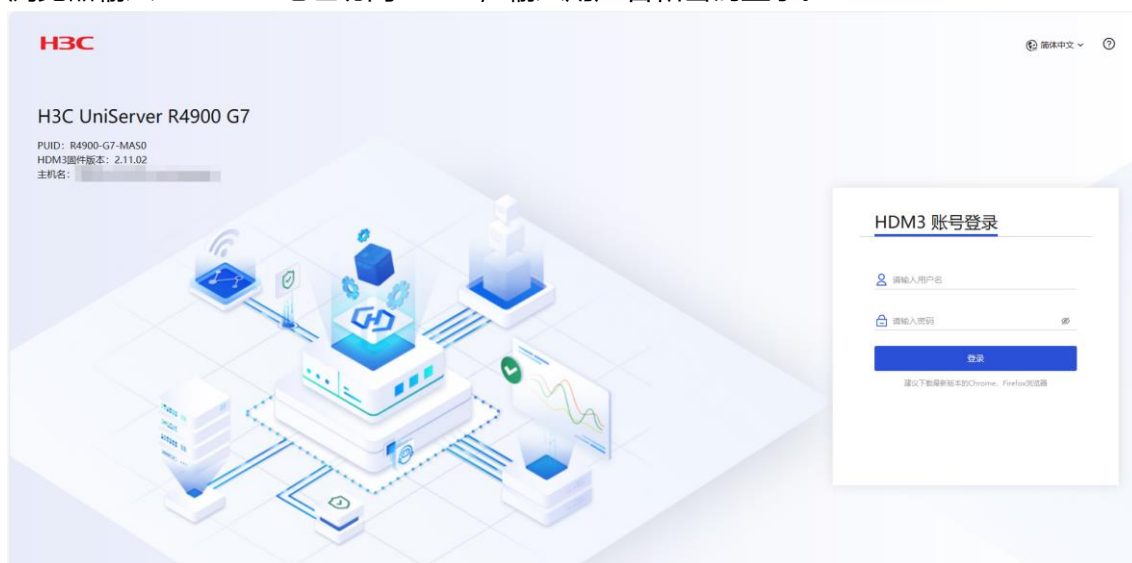 H3C
简体中文
H3C UniServer R4900 G7
PUID：R4900-G7-MAS0
HDM3固件版本：2.11.02
主机名：
HDM3 账号登录
请输入用户名
请输入密码
登录
建议下载最新版本的Chrome、Firefox浏览器